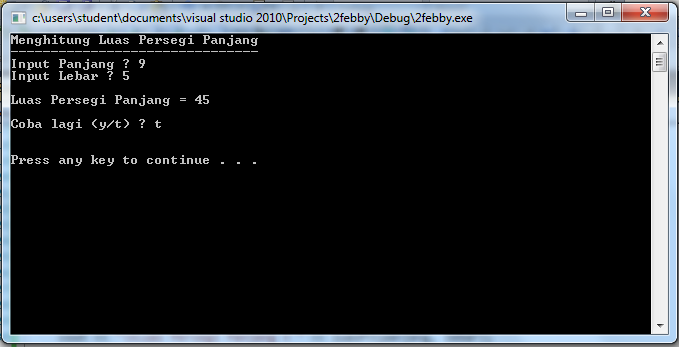 c:\users\student\documents\visual studio 2010\Projects\2febby\Debug\2febby.exe
Menghitung Luas Persegi Panjang
-------------------------------
Input Panjang ? 9
Input Lebar ? 5
Luas Persegi Panjang = 45
Coba lagi (y/t) ? t
Press any key to continue . . .